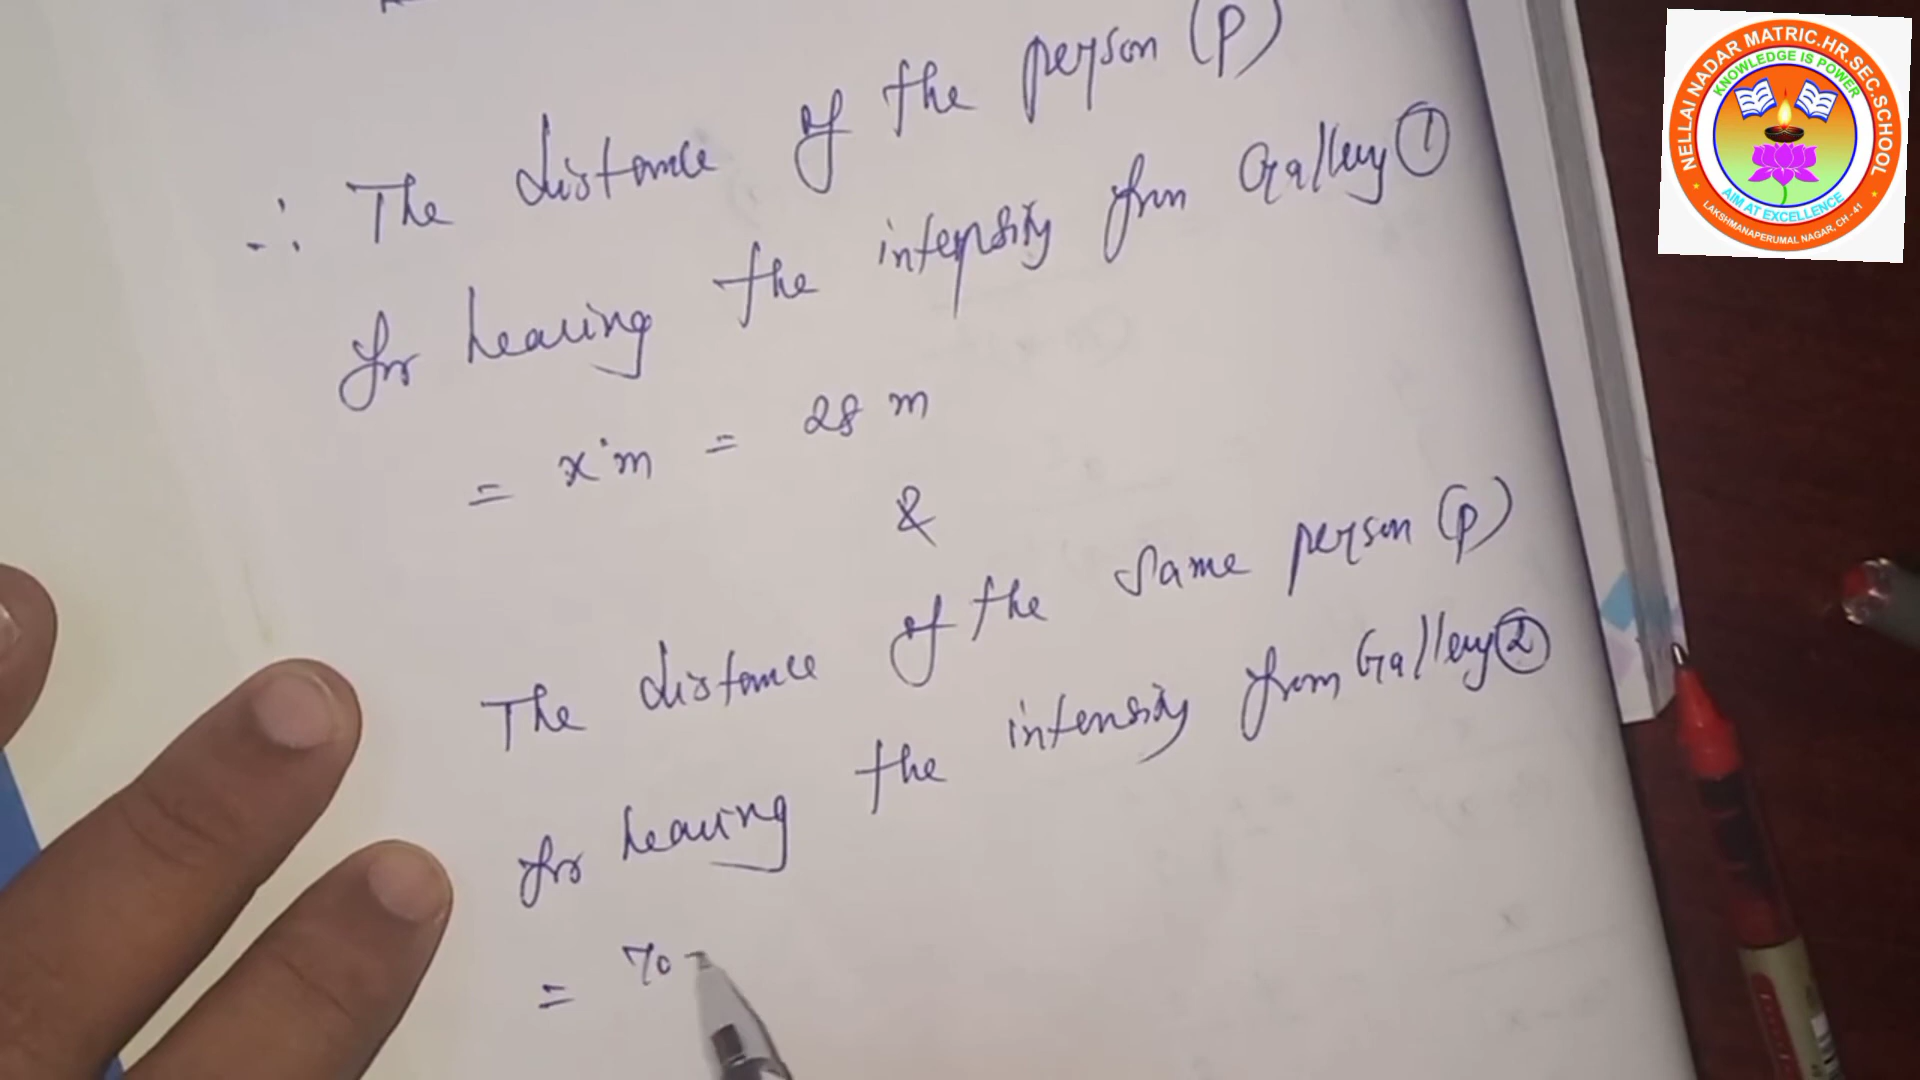 ∴ The distance of the person (P)
for hearing the intensity from Gallery ①
= x m = 28 m
&
The distance of the same person (P)
for hearing the intensity from Gallery ②
= 70 -
NELLAI NADAR MATRIC.HR.SEC.SCHOOL
KNOWLEDGE IS POWER
AIM AT EXCELLENCE
LAKSHMANAPERUMAL NAGAR, CH - 41